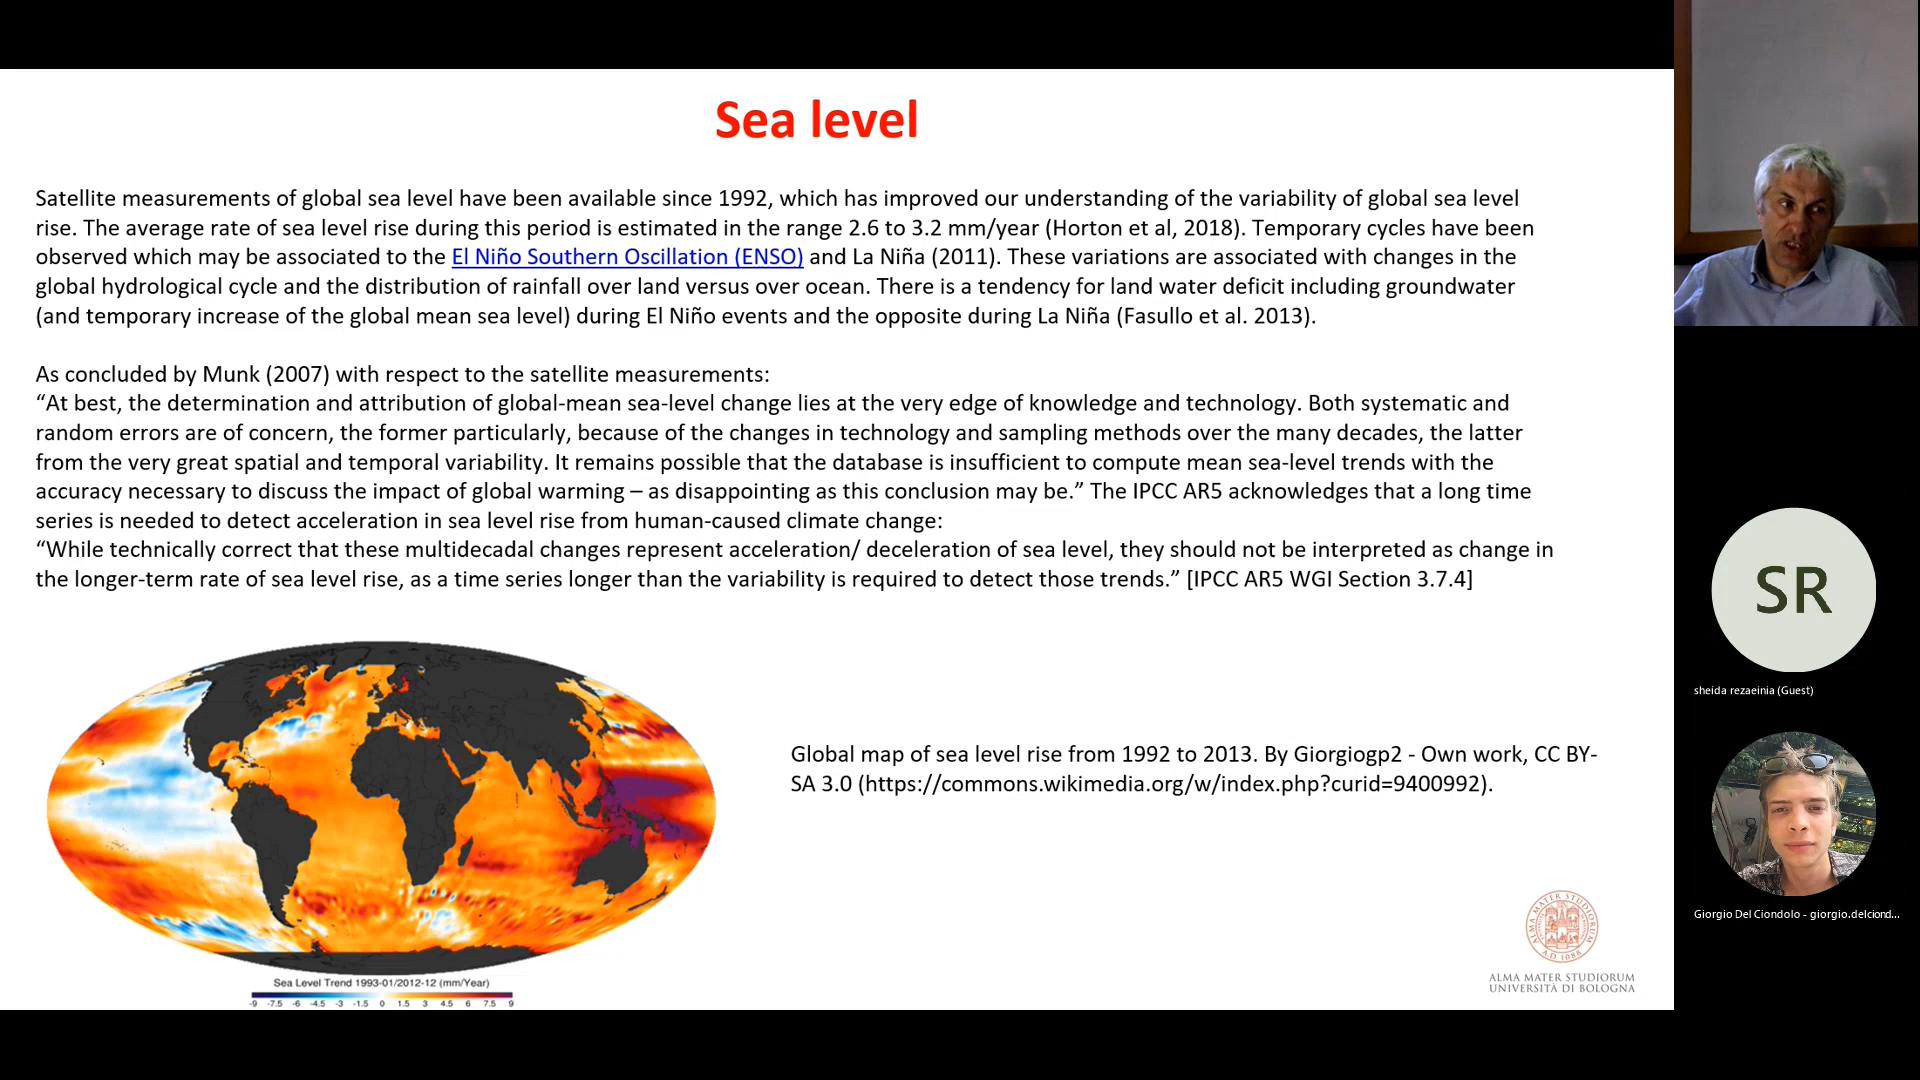 Sea level
Satellite measurements of global sea level have been available since 1992, which has improved our understanding of the variability of global sea level
rise. The average rate of sea level rise during this period is estimated in the range 2.6 to 3.2 mm/year (Horton et al, 2018). Temporary cycles have been
observed which may be associated to the El Niño Southern Oscillation (ENSO) and La Niña (2011). These variations are associated with changes in the
global hydrological cycle and the distribution of rainfall over land versus over ocean. There is a tendency for land water deficit including groundwater
(and temporary increase of the global mean sea level) during El Niño events and the opposite during La Niña (Fasullo et al. 2013).
As concluded by Munk (2007) with respect to the satellite measurements:
“At best, the determination and attribution of global-mean sea-level change lies at the very edge of knowledge and technology. Both systematic and
random errors are of concern, the former particularly, because of the changes in technology and sampling methods over the many decades, the latter
from the very great spatial and temporal variability. It remains possible that the database is insufficient to compute mean sea-level trends with the
accuracy necessary to discuss the impact of global warming – as disappointing as this conclusion may be.” The IPCC AR5 acknowledges that a long time
series is needed to detect acceleration in sea level rise from human-caused climate change:
“While technically correct that these multidecadal changes represent acceleration/ deceleration of sea level, they should not be interpreted as change in
the longer-term rate of sea level rise, as a time series longer than the variability is required to detect those trends.” [IPCC AR5 WGI Section 3.7.4]
Global map of sea level rise from 1992 to 2013. By Giorgiogp2 - Own work, CC BY-
SA 3.0 (https://commons.wikimedia.org/w/index.php?curid=9400992).
Sea Level Trend 1993-01/2012-12 (mm/Year)
-9 -7.5 -6 -4.5 -3 -1.5 0 1.5 3 4.5 6 7.5 9
ALMA MATER STUDIORUM
A.D. 1088
ALMA MATER STUDIORUM
UNIVERSITÀ DI BOLOGNA
SR
sheida rezaeinia (Guest)
Giorgio Del Ciondolo - giorgio.delciond...